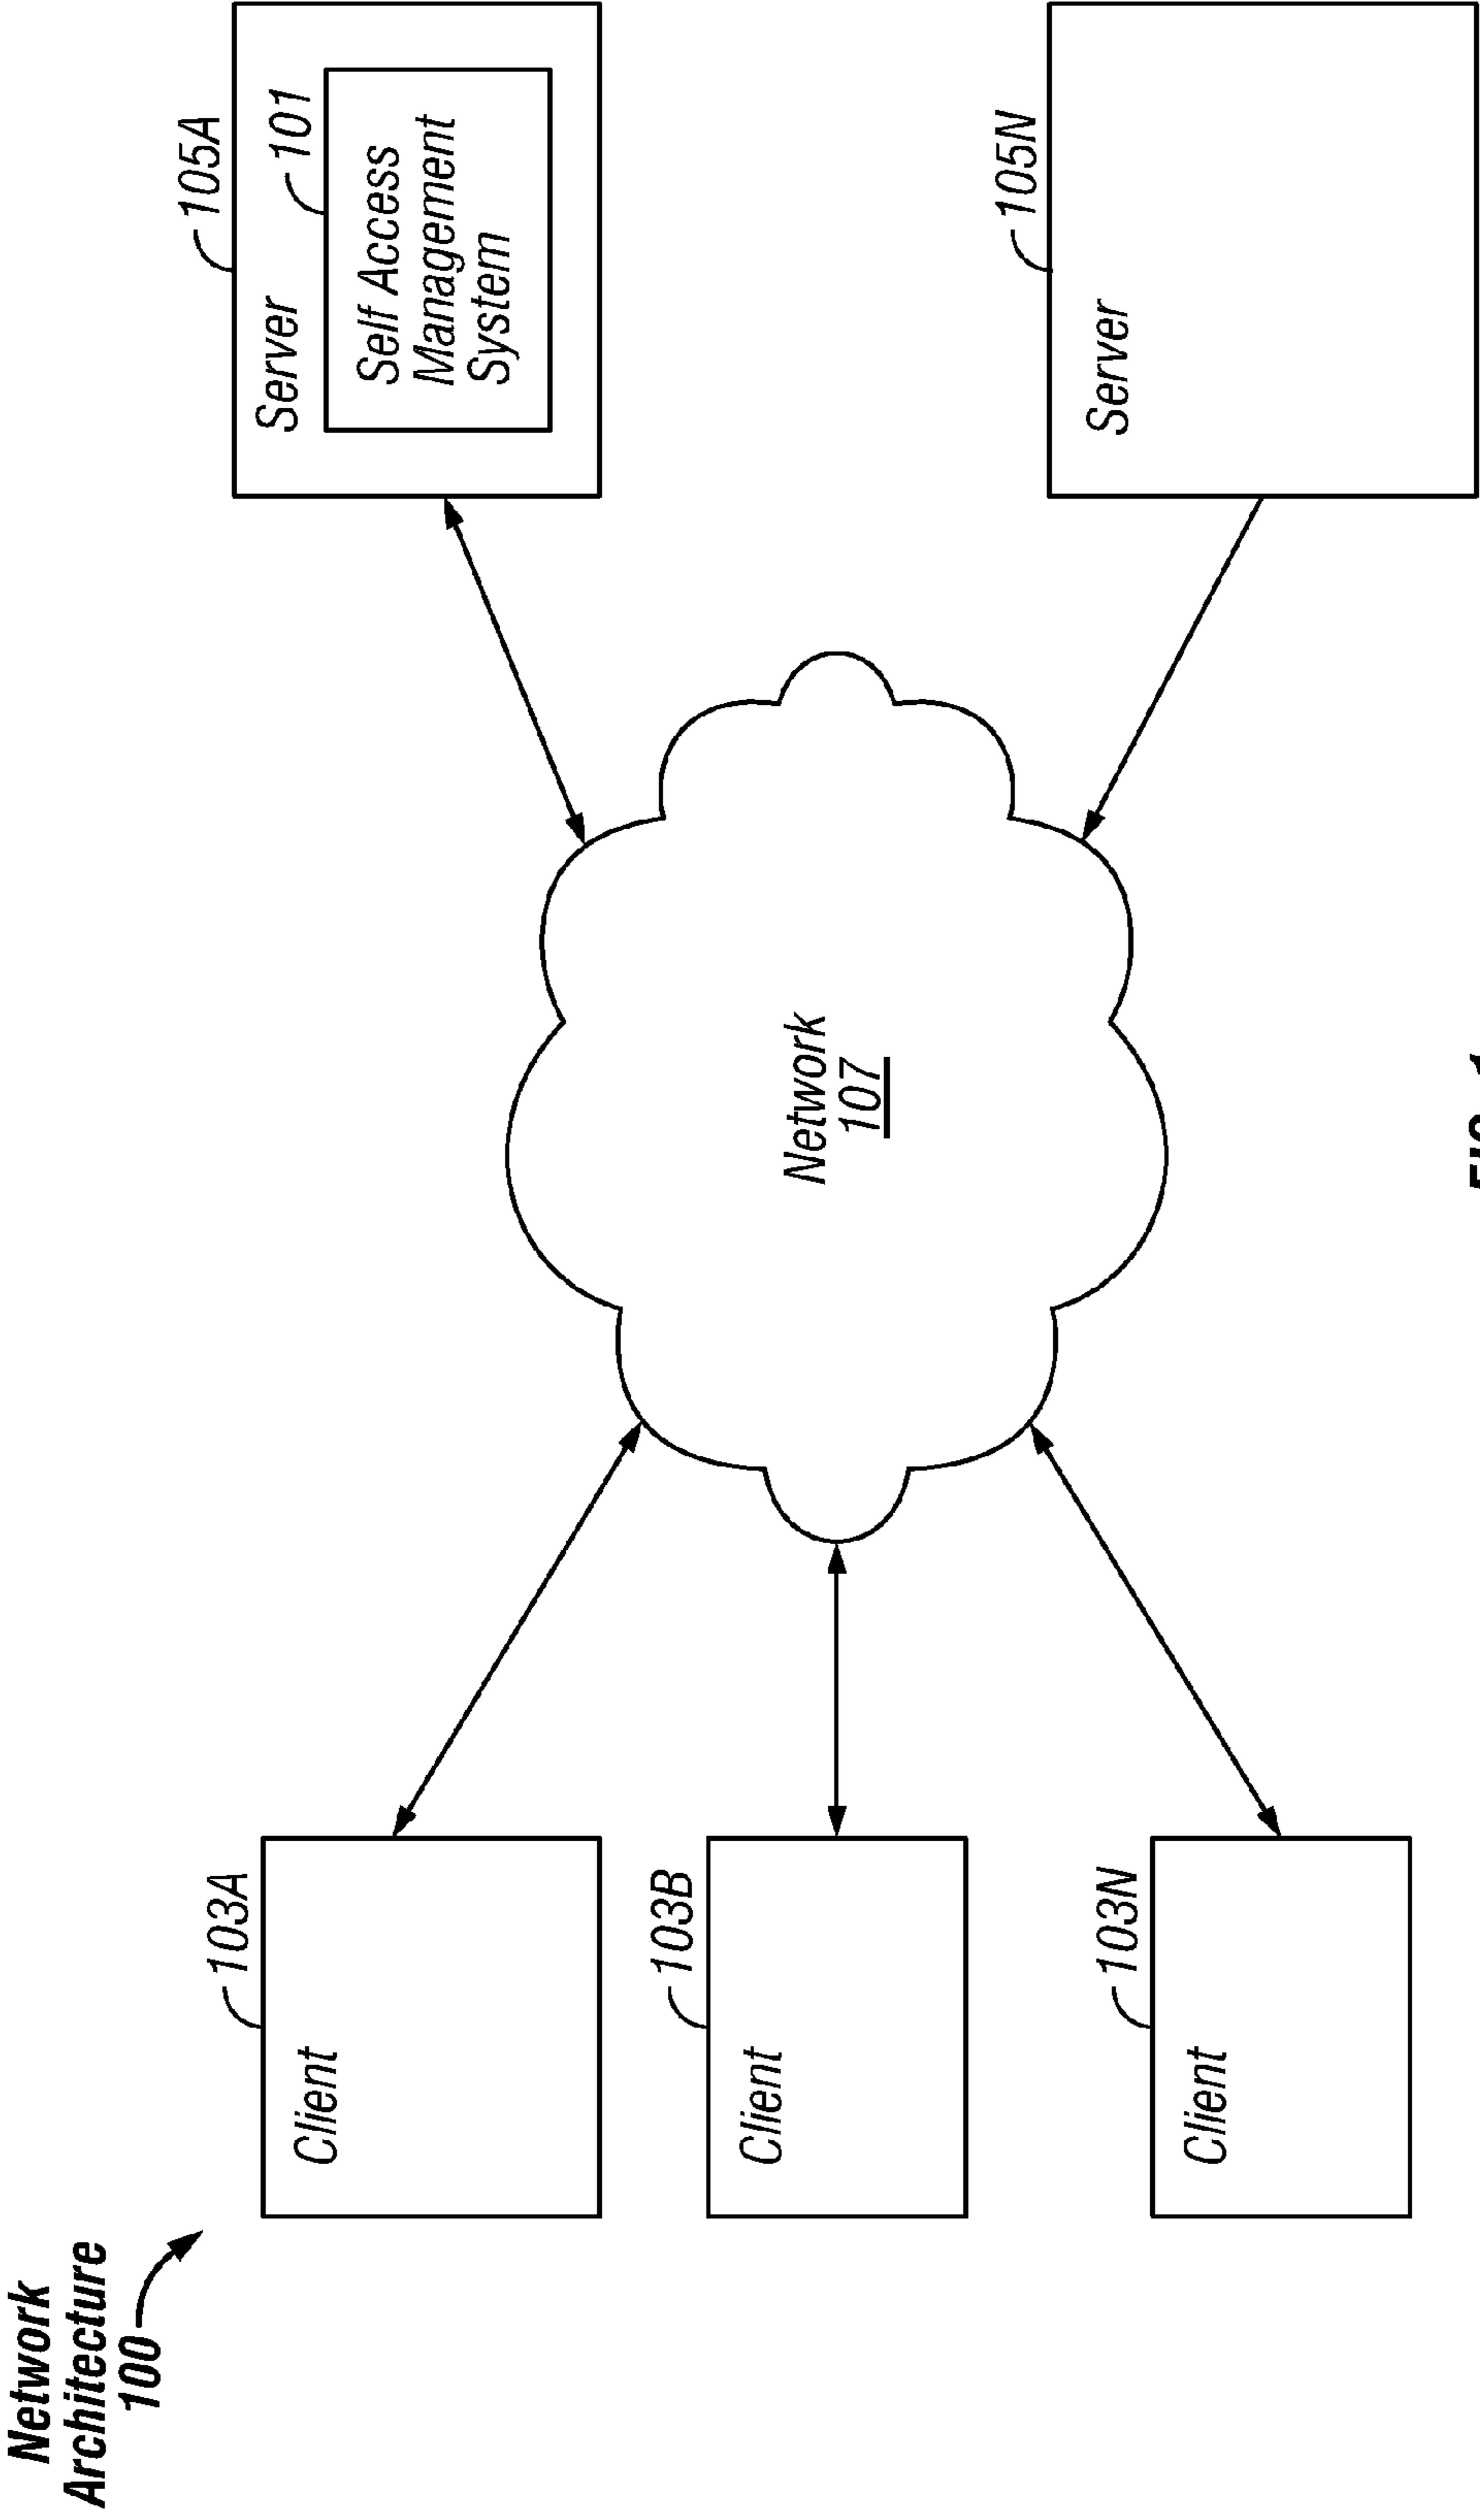 Network
Architecture
100
103A
Client
103B
Client
103N
Client
Network
107
105A
Server
101
Self Access
Management
System
105N
Server